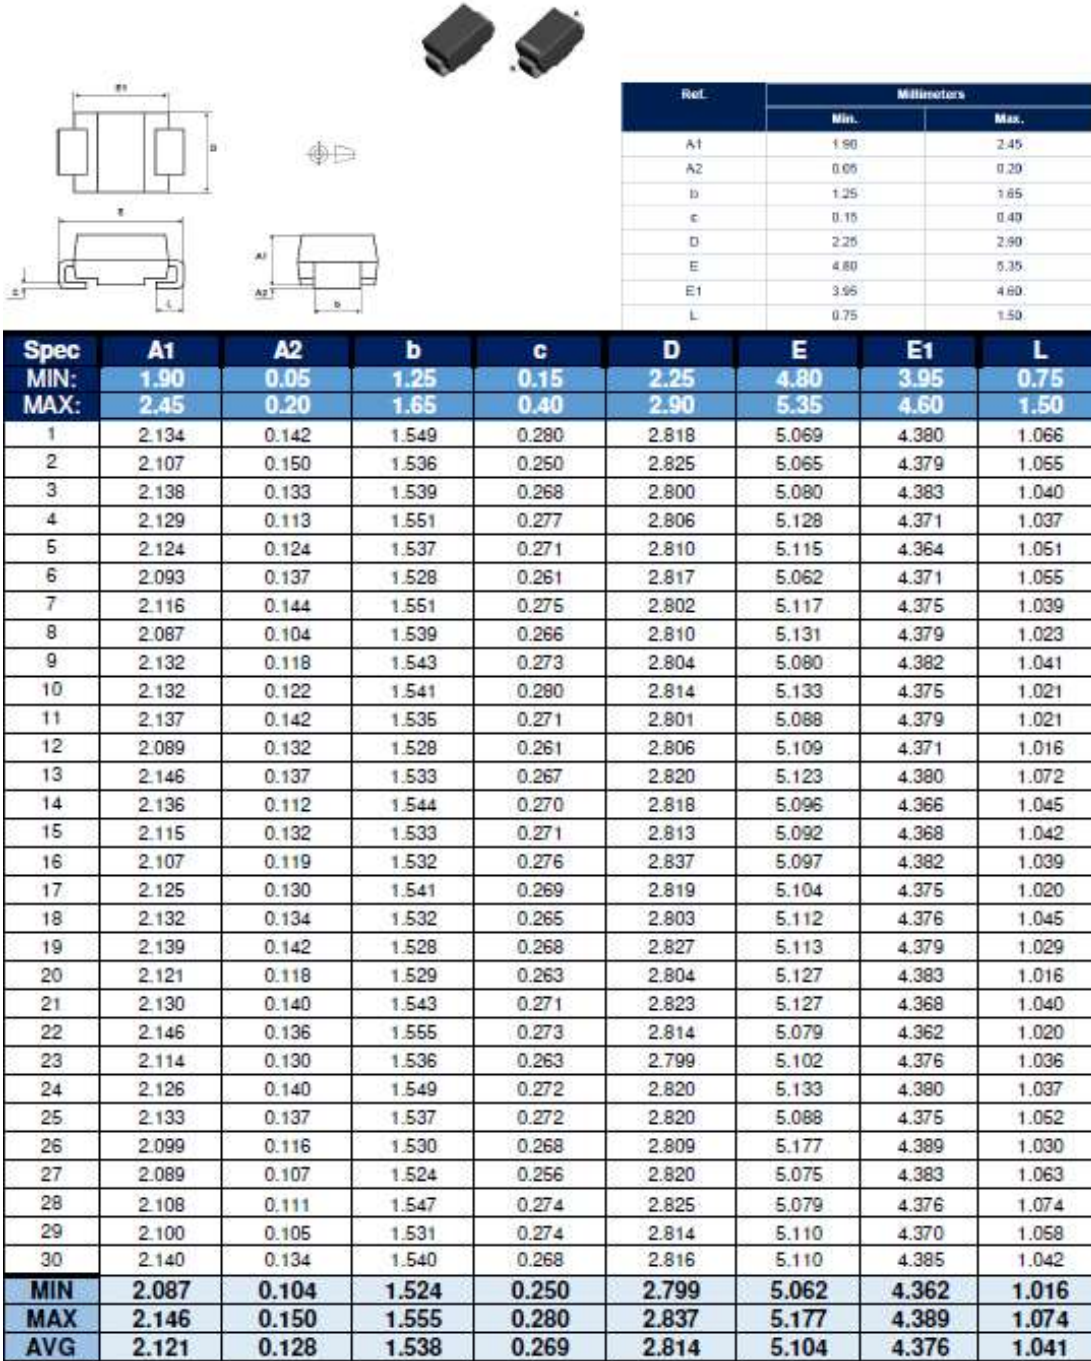 E1
D
E
A1
A2
b
c
L
A
K
Ref. Millimeters
Min. Max.
A1 1.90 2.45
A2 0.05 0.20
b 1.25 1.65
c 0.15 0.40
D 2.25 2.90
E 4.80 5.35
E1 3.95 4.60
L 0.75 1.50
Spec A1 A2 b c D E E1 L
MIN: 1.90 0.05 1.25 0.15 2.25 4.80 3.95 0.75
MAX: 2.45 0.20 1.65 0.40 2.90 5.35 4.60 1.50
1 2.134 0.142 1.549 0.280 2.818 5.069 4.380 1.066
2 2.107 0.150 1.536 0.250 2.825 5.065 4.379 1.055
3 2.138 0.133 1.539 0.268 2.800 5.080 4.383 1.040
4 2.129 0.113 1.551 0.277 2.806 5.128 4.371 1.037
5 2.124 0.124 1.537 0.271 2.810 5.115 4.364 1.051
6 2.093 0.137 1.528 0.261 2.817 5.062 4.371 1.055
7 2.116 0.144 1.551 0.275 2.802 5.117 4.375 1.039
8 2.087 0.104 1.539 0.266 2.810 5.131 4.379 1.023
9 2.132 0.118 1.543 0.273 2.804 5.080 4.382 1.041
10 2.132 0.122 1.541 0.280 2.814 5.133 4.375 1.021
11 2.137 0.142 1.535 0.271 2.801 5.088 4.379 1.021
12 2.089 0.132 1.528 0.261 2.806 5.109 4.371 1.016
13 2.146 0.137 1.533 0.267 2.820 5.123 4.380 1.072
14 2.136 0.112 1.544 0.270 2.818 5.096 4.366 1.045
15 2.115 0.132 1.533 0.271 2.813 5.092 4.368 1.042
16 2.107 0.119 1.532 0.276 2.837 5.097 4.382 1.039
17 2.125 0.130 1.541 0.269 2.819 5.104 4.375 1.020
18 2.132 0.134 1.532 0.265 2.803 5.112 4.376 1.045
19 2.139 0.142 1.528 0.268 2.827 5.113 4.379 1.029
20 2.121 0.118 1.529 0.263 2.804 5.127 4.383 1.016
21 2.130 0.140 1.543 0.271 2.823 5.127 4.368 1.040
22 2.146 0.136 1.555 0.273 2.814 5.079 4.362 1.020
23 2.114 0.130 1.536 0.263 2.799 5.102 4.376 1.036
24 2.126 0.140 1.549 0.272 2.820 5.133 4.380 1.037
25 2.133 0.137 1.537 0.272 2.820 5.088 4.375 1.052
26 2.099 0.116 1.530 0.268 2.809 5.177 4.389 1.030
27 2.089 0.107 1.524 0.256 2.820 5.075 4.383 1.063
28 2.108 0.111 1.547 0.274 2.825 5.079 4.376 1.074
29 2.100 0.105 1.531 0.274 2.814 5.110 4.370 1.058
30 2.140 0.134 1.540 0.268 2.816 5.110 4.385 1.042
MIN 2.087 0.104 1.524 0.250 2.799 5.062 4.362 1.016
MAX 2.146 0.150 1.555 0.280 2.837 5.177 4.389 1.074
AVG 2.121 0.128 1.538 0.269 2.814 5.104 4.376 1.041